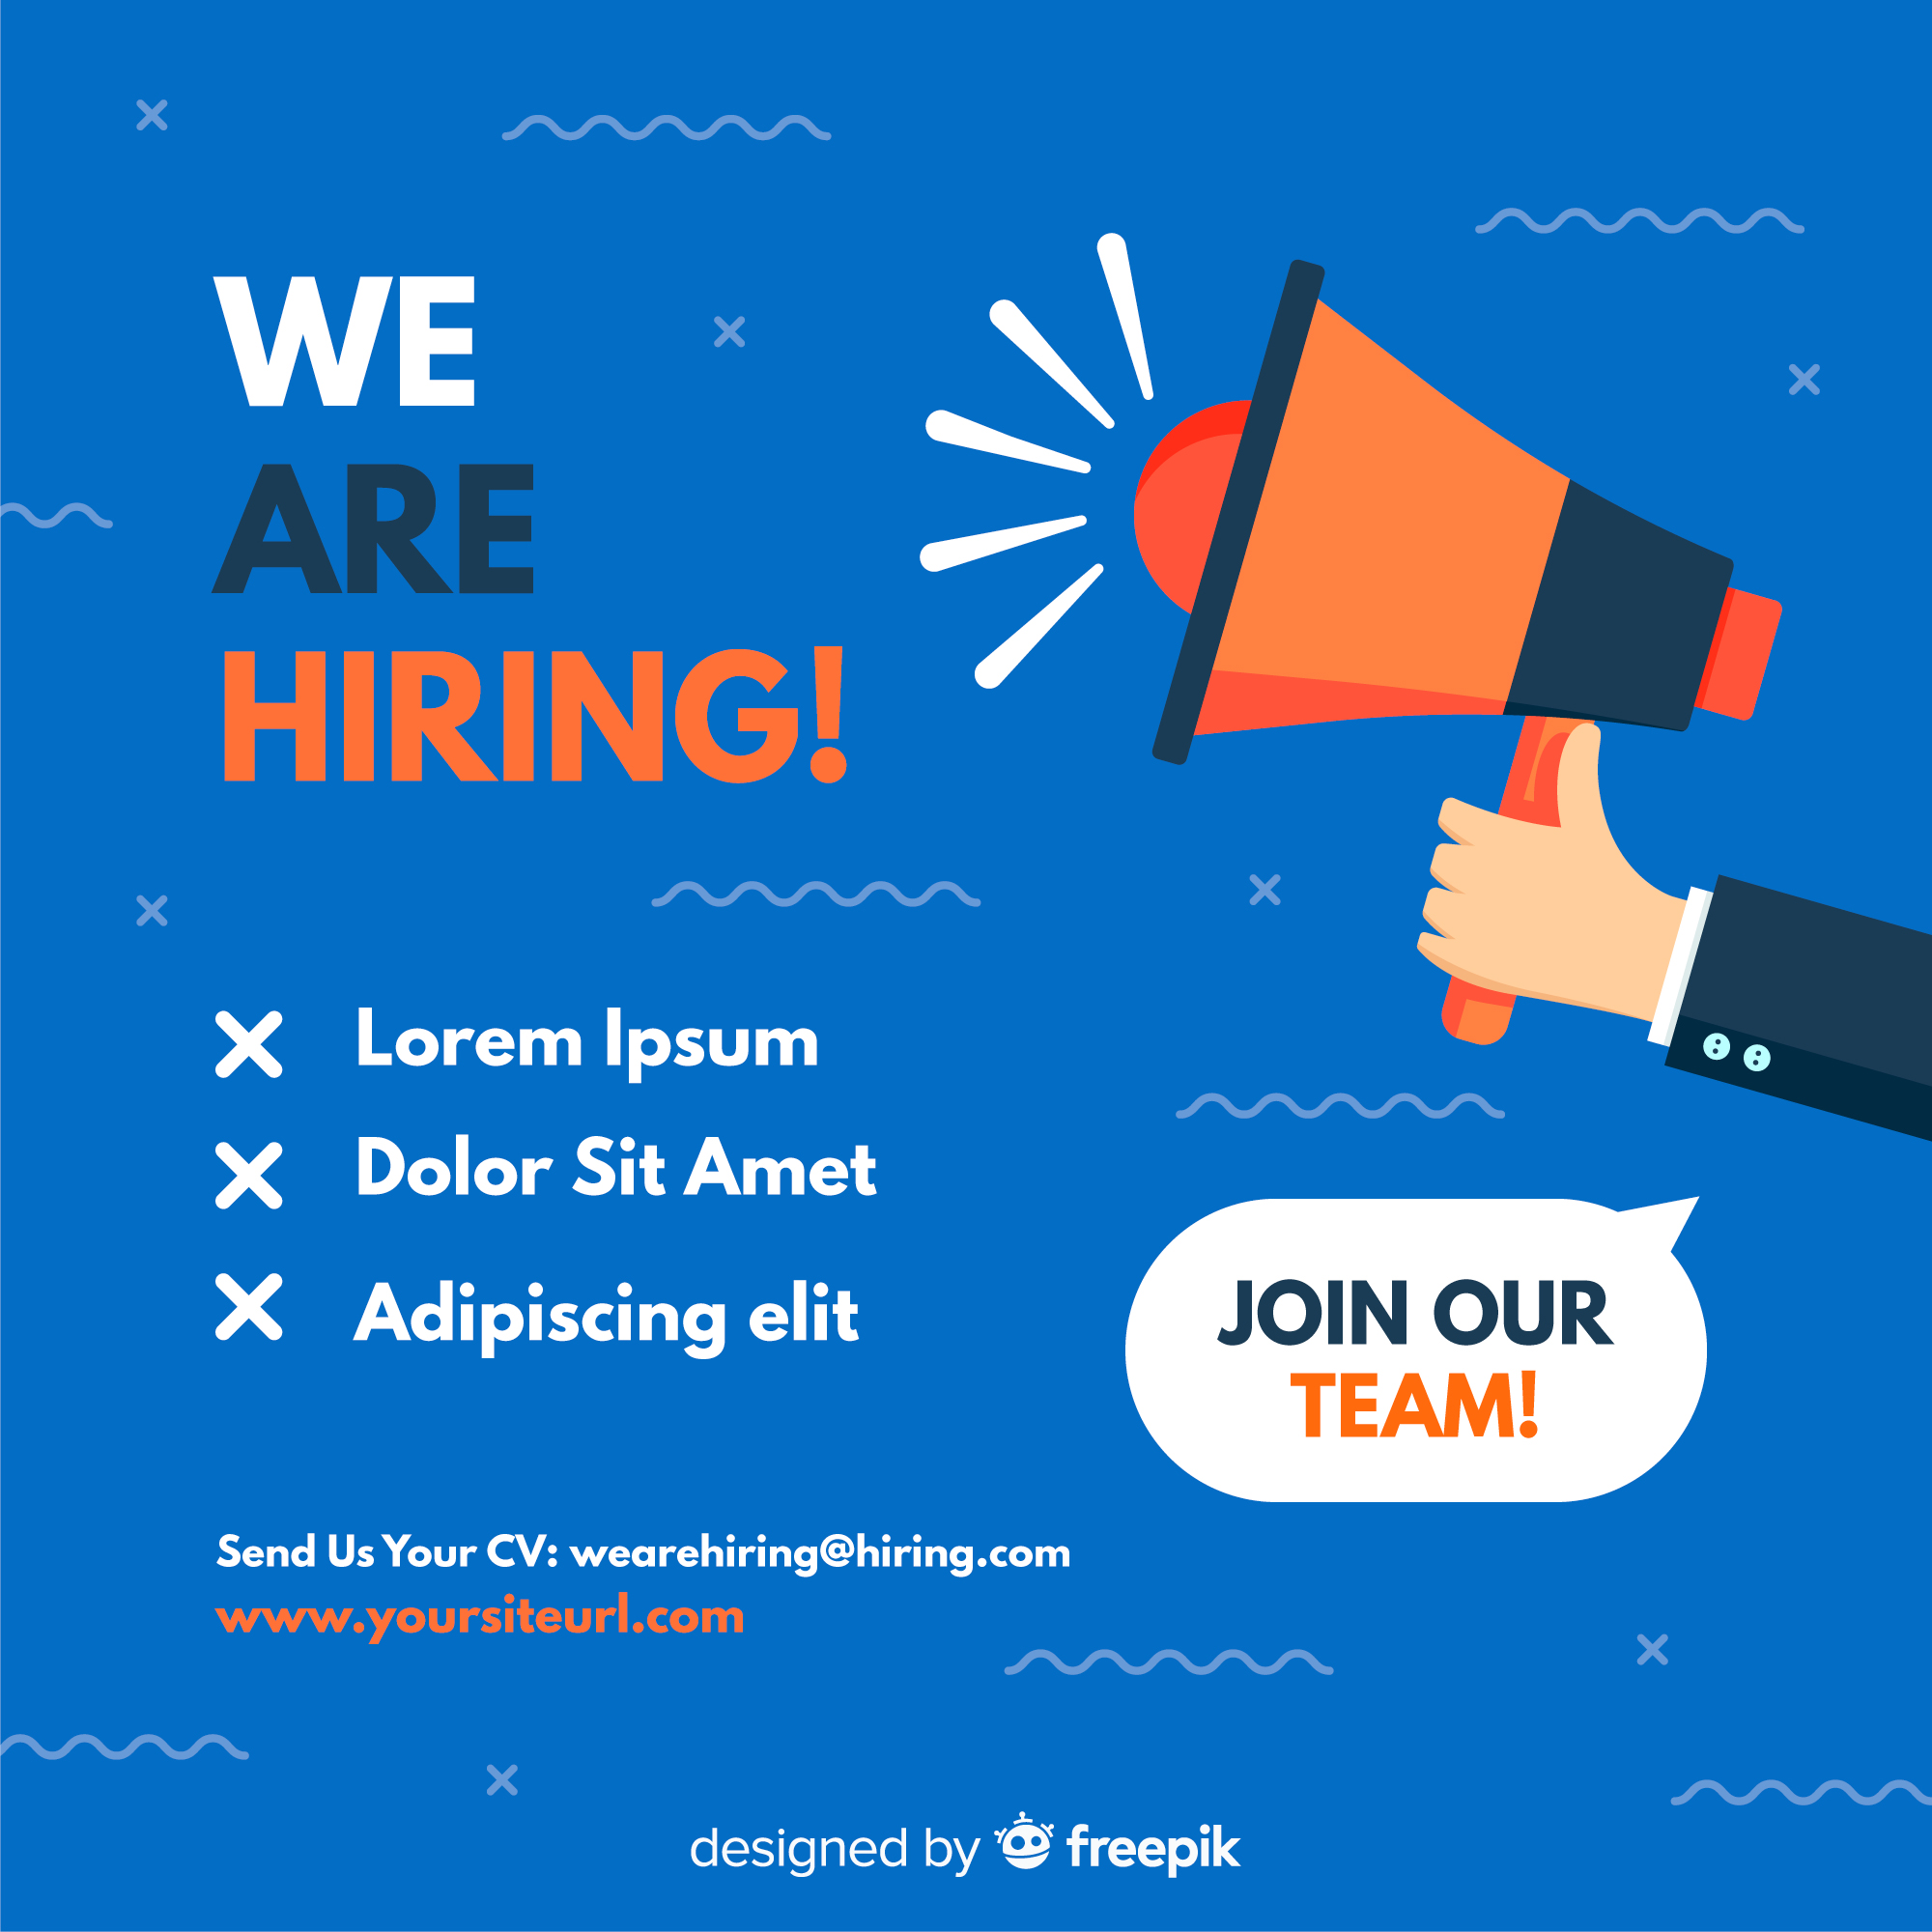 WE
ARE
HIRING!
Lorem Ipsum
Dolor Sit Amet
Adipiscing elit
JOIN OUR
TEAM!
Send Us Your CV: wearehiring@hiring.com
www.yoursiteurl.com
designed by freepik